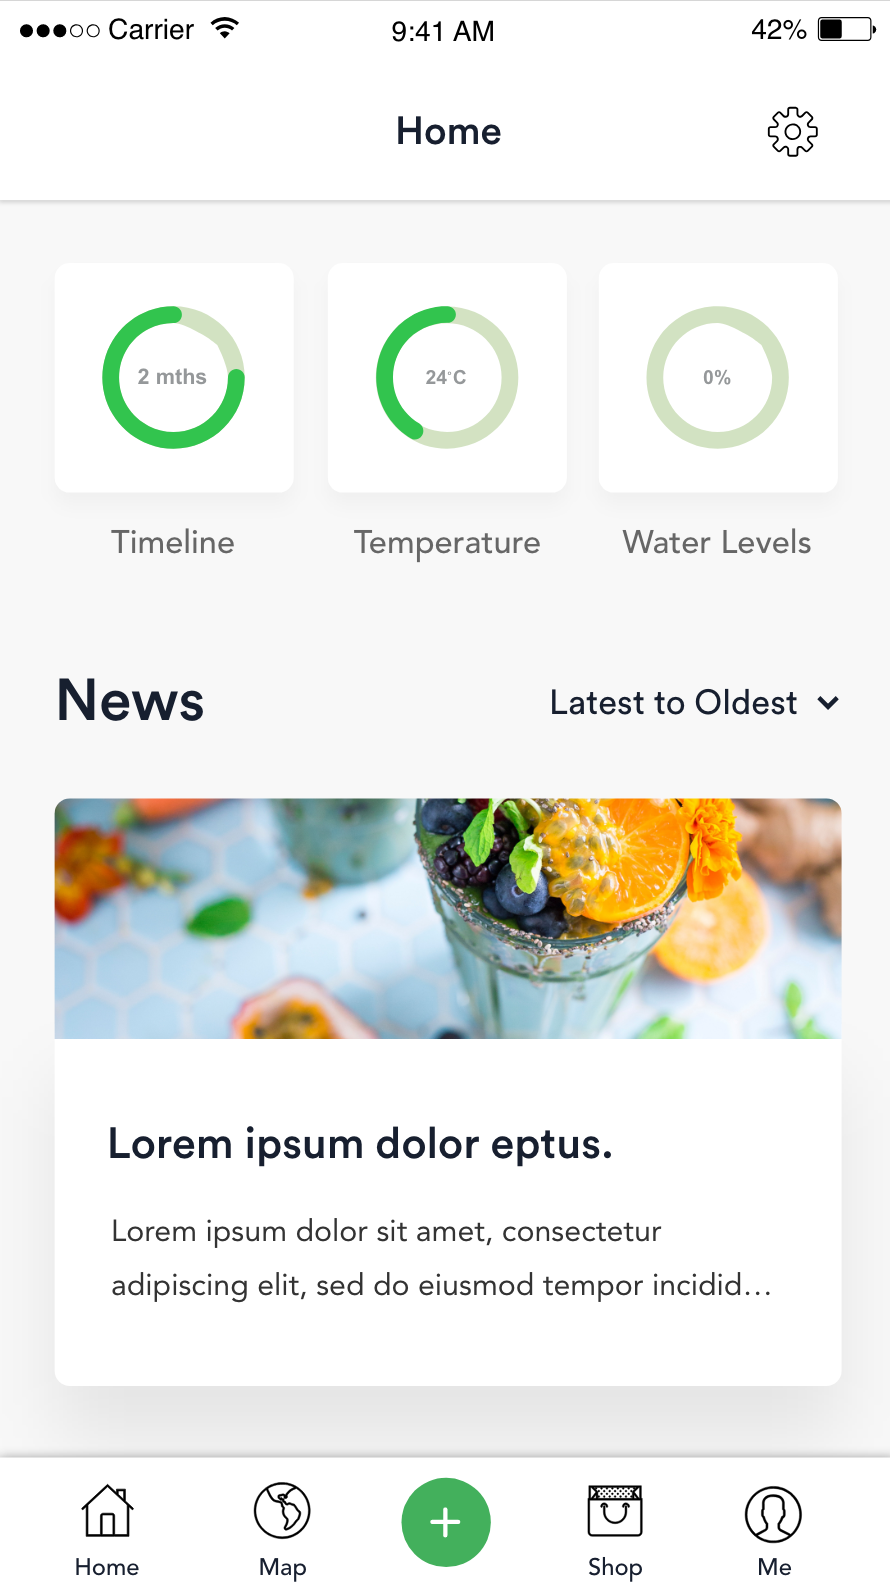 Carrier 9:41 AM 42%
Home
2 mths 24°C 0%
Timeline Temperature Water Levels
News Latest to Oldest
Lorem ipsum dolor eptus.
Lorem ipsum dolor sit amet, consectetur
adipiscing elit, sed do eiusmod tempor incidid...
Home Map Shop Me